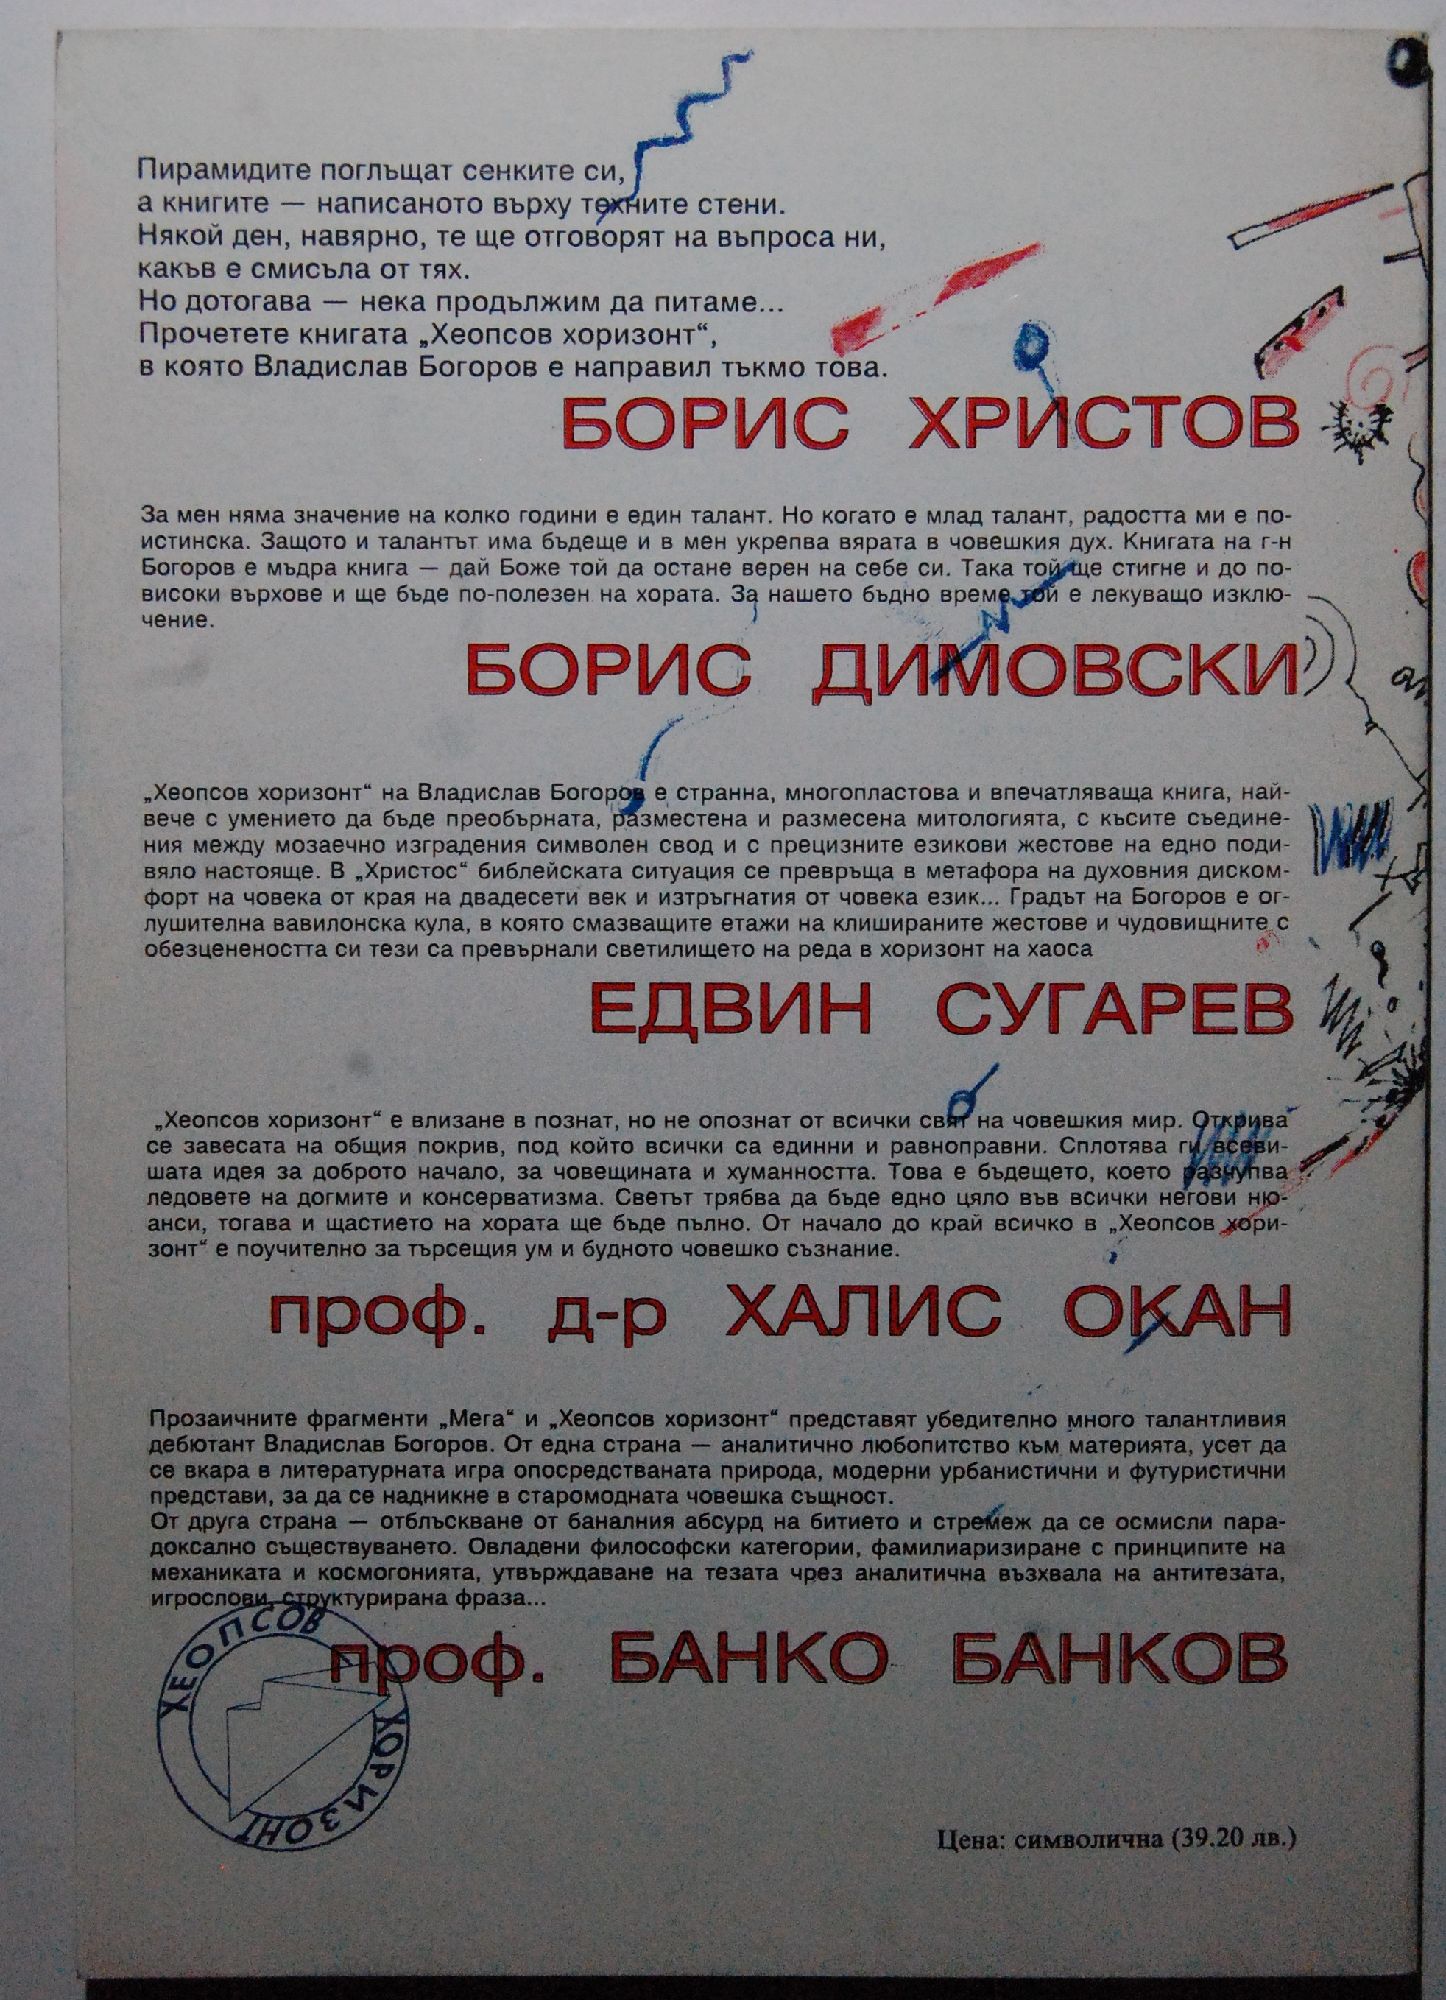 Пирамидите поглъщат сенките си,
а книгите — написаното върху техните стени.
Някой ден, навярно, те ще отговорят на въпроса ни,
какъв е смисъла от тях.
Но дотогава — нека продължим да питаме...
Прочетете книгата „Хеопсов хоризонт“,
в която Владислав Богоров е направил тъкмо това.
БОРИС ХРИСТОВ
За мен няма значение на колко години е един талант. Но когато е млад талант, радостта ми е по-
истинска. Защото и талантът има бъдеще и в мен укрепва вярата в човешкия дух. Книгата на г-н
Богоров е мъдра книга — дай Боже той да остане верен на себе си. Така той ще стигне и до по-
високи върхове и ще бъде по-полезен на хората. За нашето бъдно време той е лекуващо изклю-
чение.
БОРИС ДИМОВСКИ
„Хеопсов хоризонт“ на Владислав Богоров е странна, многопластова и впечатляваща книга, най-
вече с умението да бъде преобърната, разместена и размесена митологията, с късите съедине-
ния между мозаечно изградения символен свод и с прецизните езикови жестове на едно поди-
вяло настояще. В „Христос“ библейската ситуация се превръща в метафора на духовния диском-
форт на човека от края на двадесети век и изтръгнатия от човека език... Градът на Богоров е ог-
лушителна вавилонска кула, в която смазващите етажи на клишираните жестове и чудовищните с
обезценеността си тези са превърнали светилището на реда в хоризонт на хаоса
ЕДВИН СУГАРЕВ
„Хеопсов хоризонт“ е влизане в познат, но не опознат от всички свят на човешкия мир. Открива
се завесата на общия покрив, под който всички са единни и равноправни. Сплотява ги всеви-
шата идея за доброто начало, за човещината и хуманността. Това е бъдещето, което разчупва
ледовете на догмите и консерватизма. Светът трябва да бъде едно цяло във всички негови ню-
анси, тогава и щастието на хората ще бъде пълно. От начало до край всичко в „Хеопсов хори-
зонт“ е поучително за търсещия ум и будното човешко съзнание.
проф. д-р ХАЛИС ОКАН
Прозаичните фрагменти „Мега“ и „Хеопсов хоризонт“ представят убедително много талантливия
дебютант Владислав Богоров. От една страна — аналитично любопитство към материята, усет да
се вкара в литературната игра опосредстваната природа, модерни урбанистични и футуристични
представи, за да се надникне в старомодната човешка същност.
От друга страна — отблъскване от баналния абсурд на битието и стремеж да се осмисли пара-
доксално съществуването. Овладени философски категории, фамилиаризиране с принципите на
механиката и космогонията, утвърждаване на тезата чрез аналитична възхвала на антитезата,
игрослови, структурирана фраза...
проф. БАНКО БАНКОВ
ХЕОПСОВ ХОРИЗОНТ
Цена: символична (39.20 лв.)